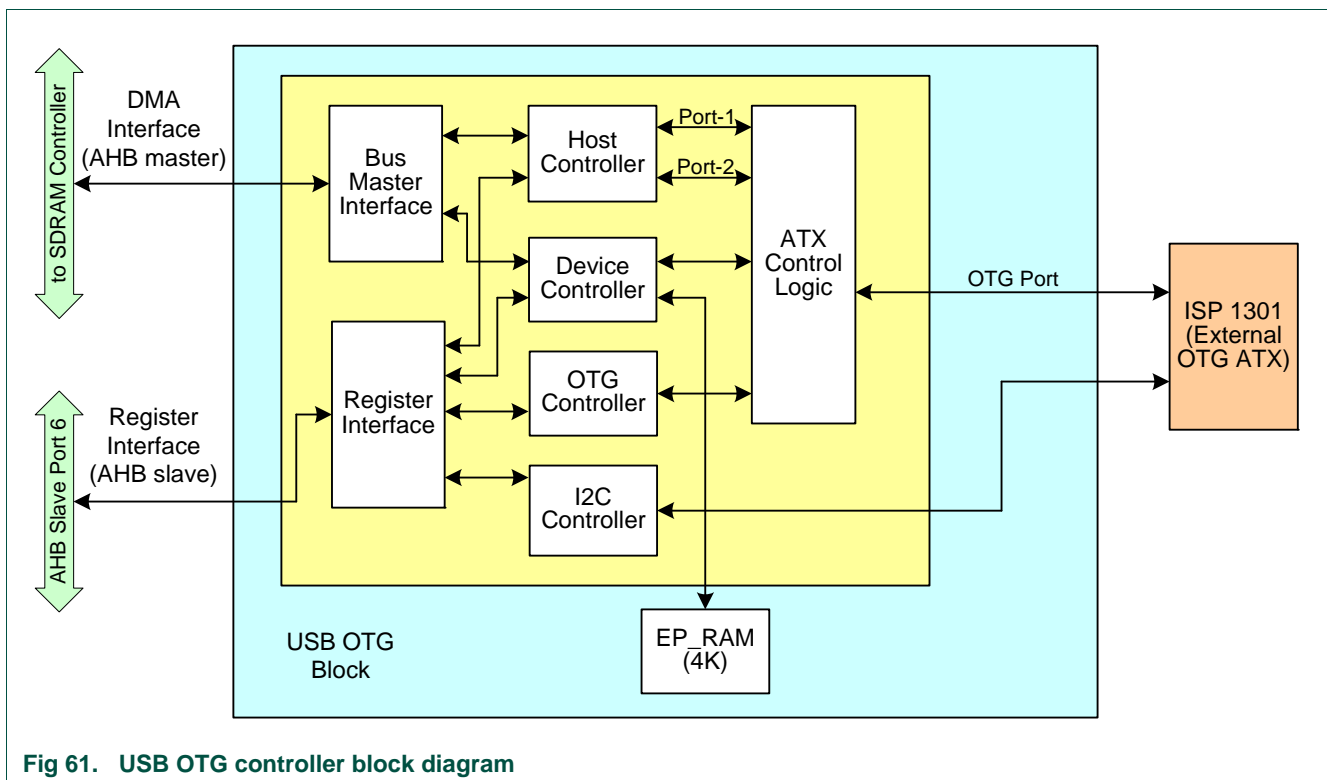 to SDRAM Controller
DMA
Interface
(AHB master)
AHB Slave Port 6
Register
Interface
(AHB slave)
Bus
Master
Interface
Register
Interface
Host
Controller
Device
Controller
OTG
Controller
I2C
Controller
Port-1
Port-2
ATX
Control
Logic
OTG Port
ISP 1301
(External
OTG ATX)
EP_RAM
(4K)
USB OTG
Block
Fig 61. USB OTG controller block diagram